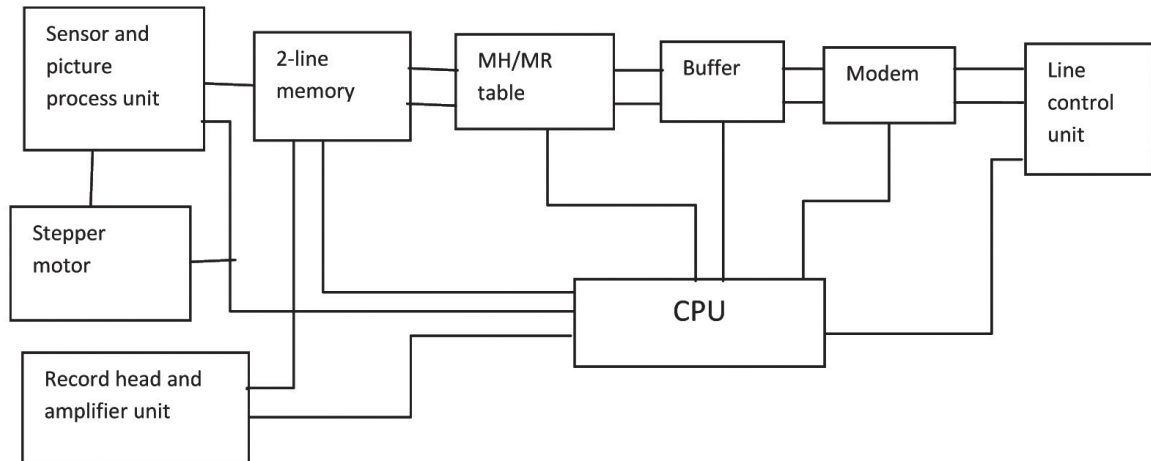 Sensor and
picture
process unit
2-line
memory
MH/MR
table
Buffer
Modem
Line
control
unit
Stepper
motor
CPU
Record head and
amplifier unit